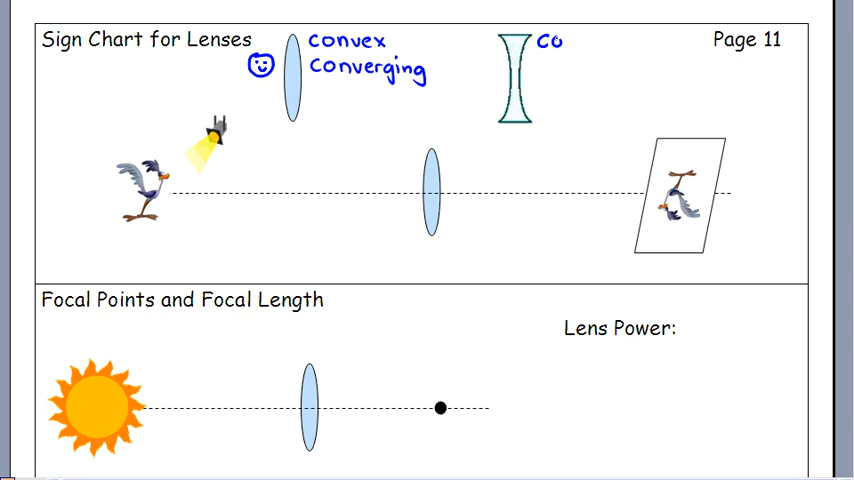 Sign Chart for Lenses
convex
converging
co
Page 11
Focal Points and Focal Length
Lens Power: